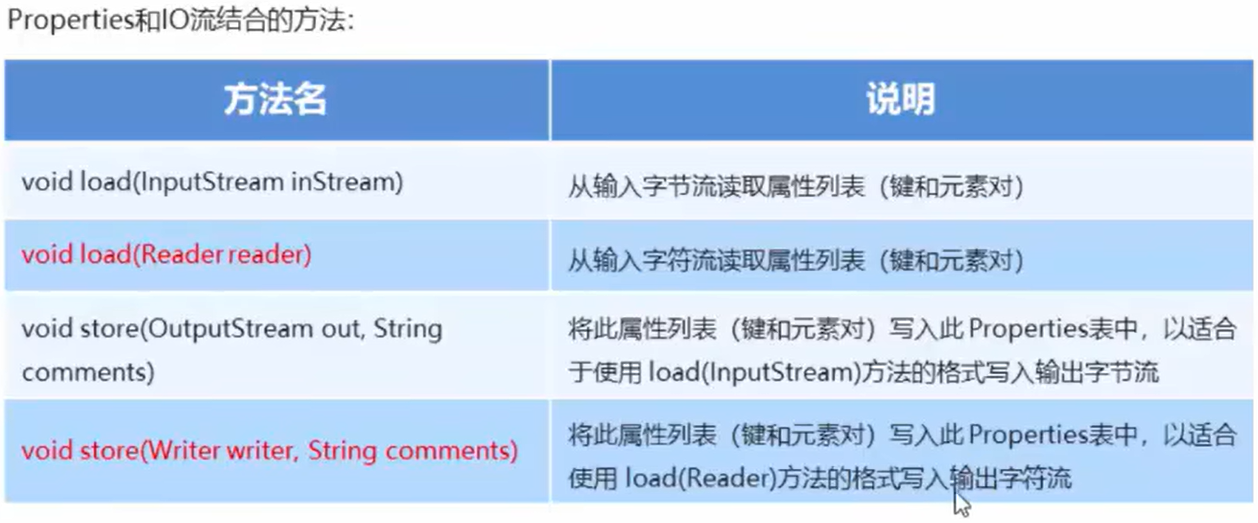 Properties和IO流结合的方法:
方法名
说明
void load(InputStream inStream)
从输入字节流读取属性列表（键和元素对）
void load(Reader reader)
从输入字符流读取属性列表（键和元素对）
void store(OutputStream out, String
comments)
将此属性列表（键和元素对）写入此 Properties表中，以适合
于使用 load(InputStream)方法的格式写入输出字节流
void store(Writer writer, String comments)
将此属性列表（键和元素对）写入此 Properties表中，以适合
使用 load(Reader)方法的格式写入输出字符流